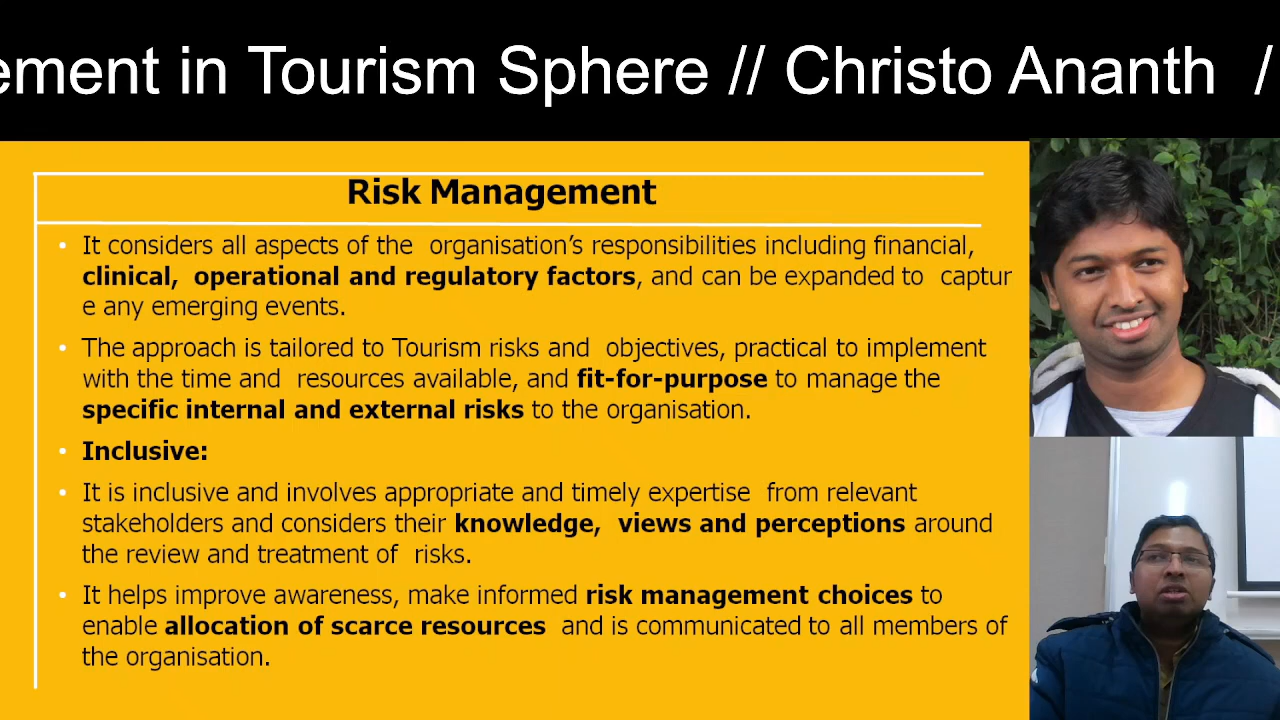 ement in Tourism Sphere // Christo Ananth /
Risk Management
• It considers all aspects of the organisation's responsibilities including financial,
clinical, operational and regulatory factors, and can be expanded to captur
e any emerging events.
• The approach is tailored to Tourism risks and objectives, practical to implement
with the time and resources available, and fit-for-purpose to manage the
specific internal and external risks to the organisation.
• Inclusive:
• It is inclusive and involves appropriate and timely expertise from relevant
stakeholders and considers their knowledge, views and perceptions around
the review and treatment of risks.
• It helps improve awareness, make informed risk management choices to
enable allocation of scarce resources and is communicated to all members of
the organisation.